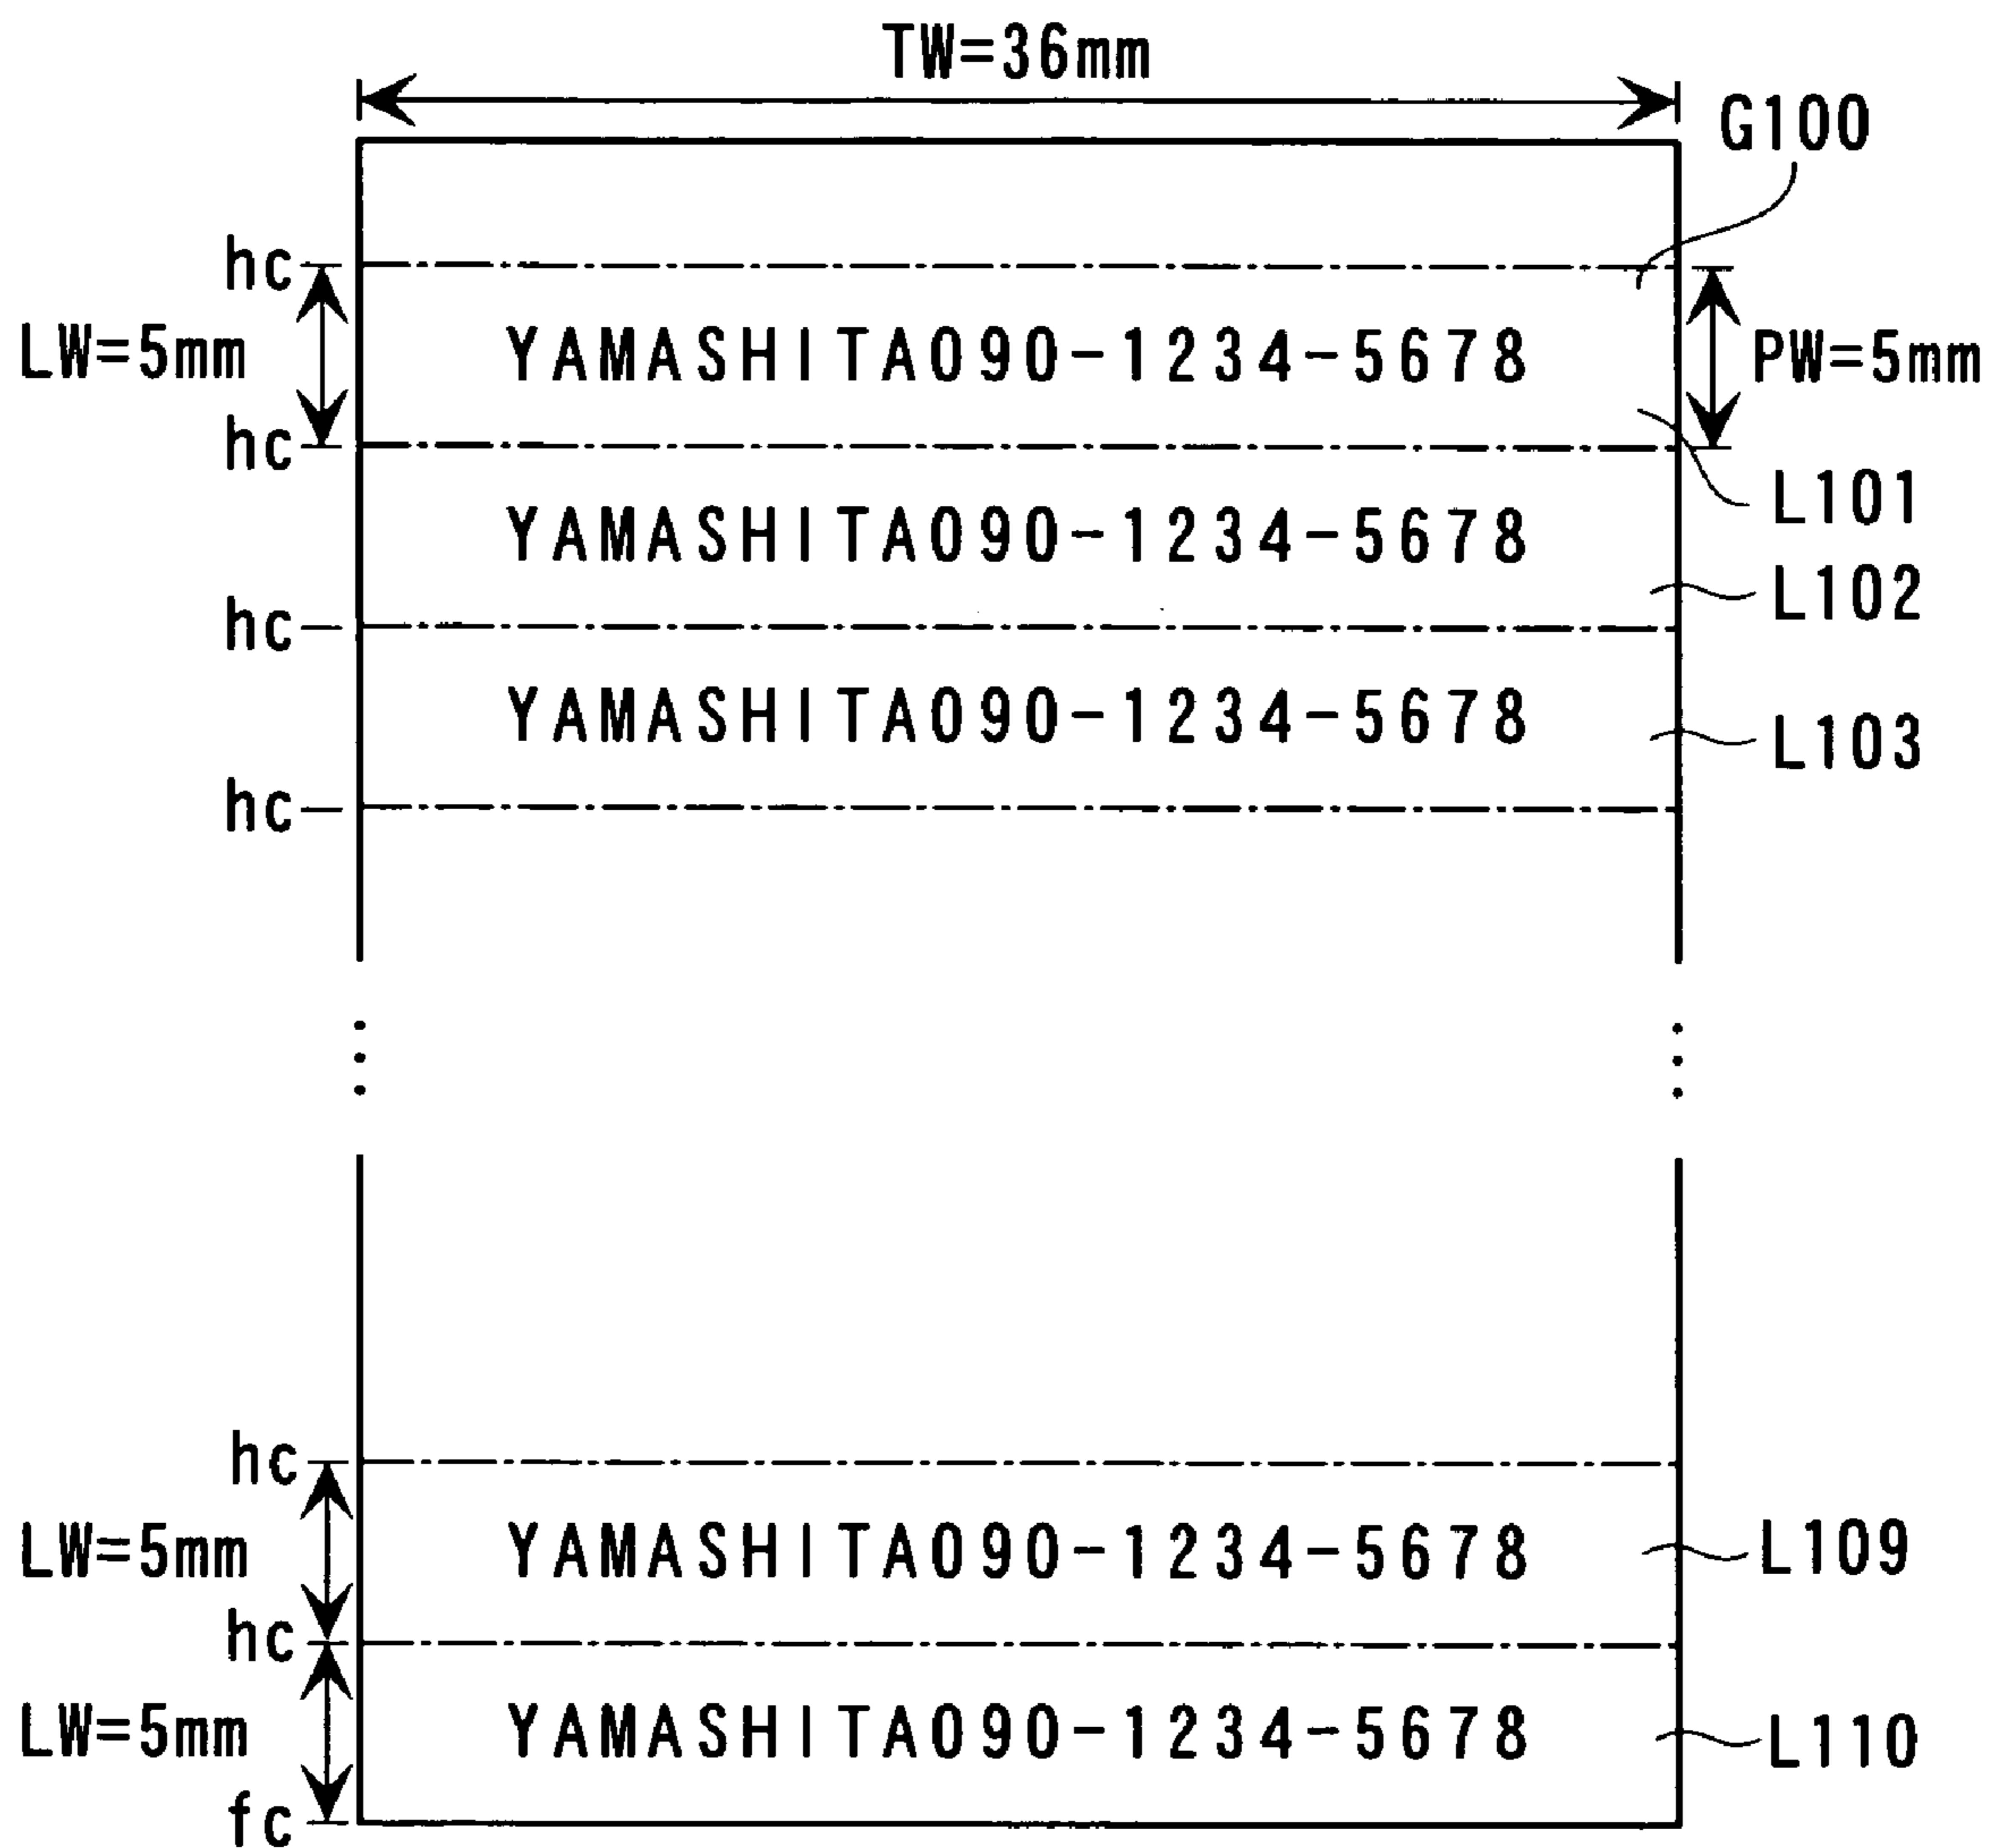 TW=36mm
G100
hc
LW=5mm
YAMASHITA090-1234-5678
PW=5mm
hc
L101
YAMASHITA090-1234-5678
L102
hc
YAMASHITA090-1234-5678
L103
hc
hc
LW=5mm
YAMASHITA090-1234-5678
L109
hc
LW=5mm
YAMASHITA090-1234-5678
L110
fc